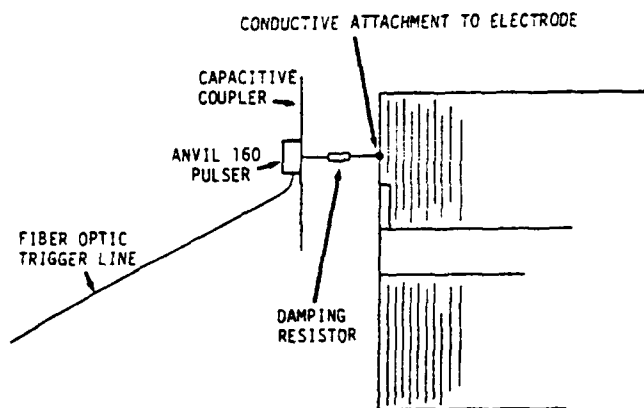 CONDUCTIVE ATTACHMENT TO ELECTRODE
CAPACITIVE
COUPLER
ANVIL 160
PULSER
FIBER OPTIC
TRIGGER LINE
DAMPING
RESISTOR